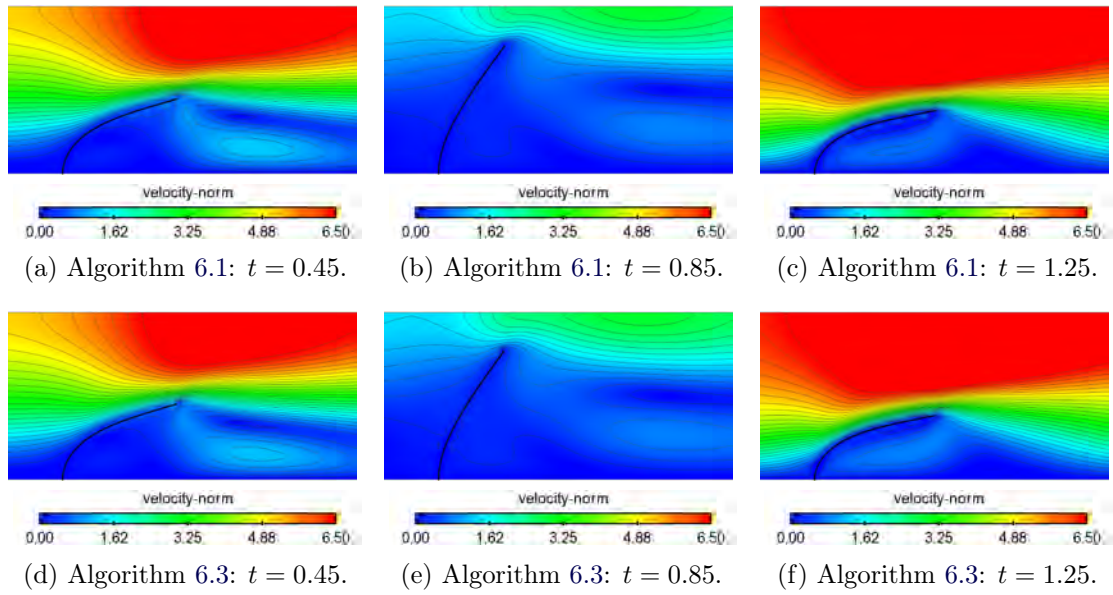 velocity-norm velocity-norm velocity-norm
0.00 1.62 3.25 4.88 6.50 0.00 1.62 3.25 4.88 6.50 0.00 1.62 3.25 4.88 6.50
(a) Algorithm 6.1: t = 0.45. (b) Algorithm 6.1: t = 0.85. (c) Algorithm 6.1: t = 1.25.
velocity-norm velocity-norm velocity-norm
0.00 1.62 3.25 4.88 6.50 0.00 1.62 3.25 4.88 6.50 0.00 1.62 3.25 4.88 6.50
(d) Algorithm 6.3: t = 0.45. (e) Algorithm 6.3: t = 0.85. (f) Algorithm 6.3: t = 1.25.